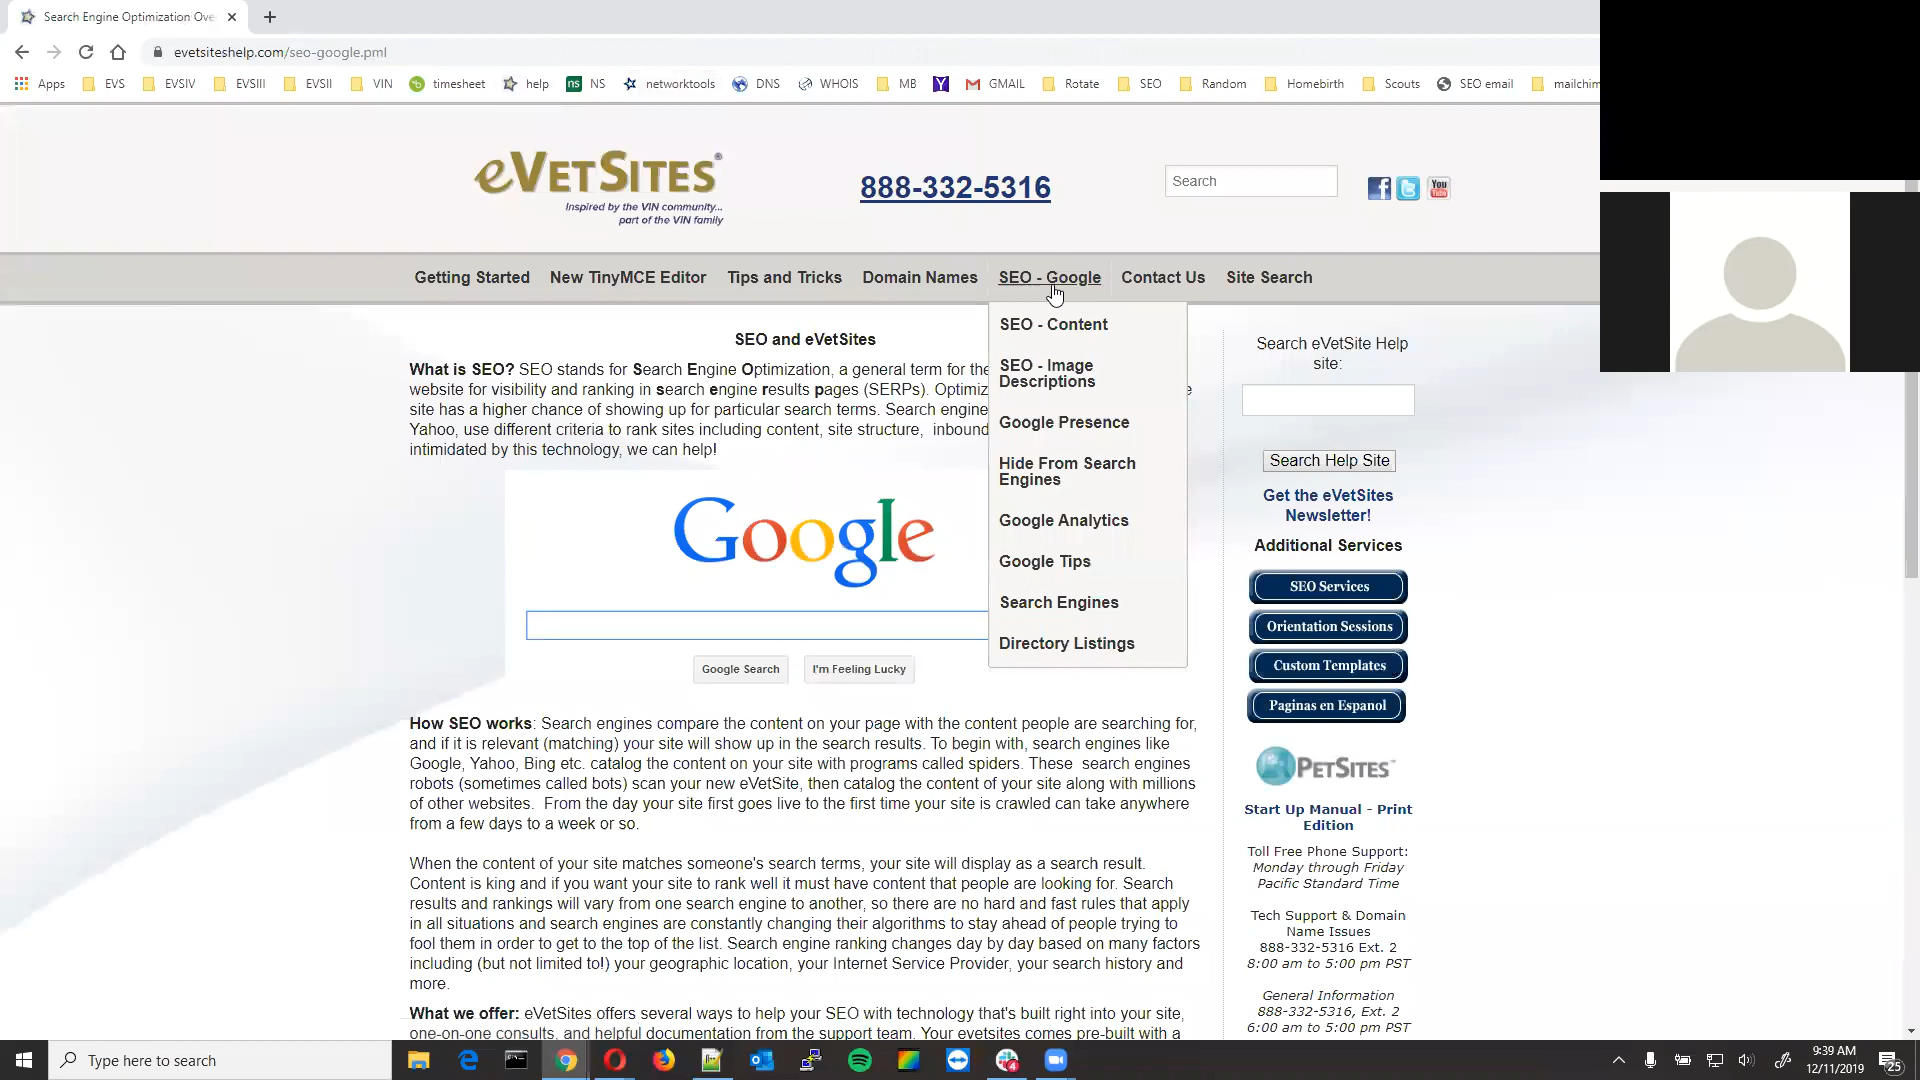 Search Engine Optimization Ove
evetsiteshelp.com/seo-google.pml
Apps EVS EVSIV EVSIII EVSII VIN timesheet help NS networktools DNS WHOIS MB GMAIL Rotate SEO Random Homebirth Scouts SEO email mailchim
eVETSITES®
Inspired by the VIN community...
part of the VIN family
888-332-5316
Search
You
Getting Started New TinyMCE Editor Tips and Tricks Domain Names SEO - Google Contact Us Site Search
SEO - Content
SEO - Image
Descriptions
Google Presence
Hide From Search
Engines
Google Analytics
Google Tips
Search Engines
Directory Listings
SEO and eVetSites
What is SEO? SEO stands for Search Engine Optimization, a general term for the
website for visibility and ranking in search engine results pages (SERPs). Optimiz e
site has a higher chance of showing up for particular search terms. Search engine
Yahoo, use different criteria to rank sites including content, site structure, inbound
intimidated by this technology, we can help!
Google
Google Search I'm Feeling Lucky
How SEO works: Search engines compare the content on your page with the content people are searching for,
and if it is relevant (matching) your site will show up in the search results. To begin with, search engines like
Google, Yahoo, Bing etc. catalog the content on your site with programs called spiders. These search engines
robots (sometimes called bots) scan your new eVetSite, then catalog the content of your site along with millions
of other websites. From the day your site first goes live to the first time your site is crawled can take anywhere
from a few days to a week or so.
When the content of your site matches someone's search terms, your site will display as a search result.
Content is king and if you want your site to rank well it must have content that people are looking for. Search
results and rankings will vary from one search engine to another, so there are no hard and fast rules that apply
in all situations and search engines are constantly changing their algorithms to stay ahead of people trying to
fool them in order to get to the top of the list. Search engine ranking changes day by day based on many factors
including (but not limited to!) your geographic location, your Internet Service Provider, your search history and
more.
What we offer: eVetSites offers several ways to help your SEO with technology that's built right into your site,
one-on-one consults, and helpful documentation from the support team. Your evetsites comes pre-built with a
Search eVetSite Help
site:
Search Help Site
Get the eVetSites
Newsletter!
Additional Services
SEO Services
Orientation Sessions
Custom Templates
Paginas en Espanol
PETSITES
Start Up Manual - Print
Edition
Toll Free Phone Support:
Monday through Friday
Pacific Standard Time
Tech Support & Domain
Name Issues
888-332-5316 Ext. 2
8:00 am to 5:00 pm PST
General Information
888-332-5316, Ext. 2
6:00 am to 5:00 pm PST
Type here to search
4
9:39 AM
12/11/2019
25